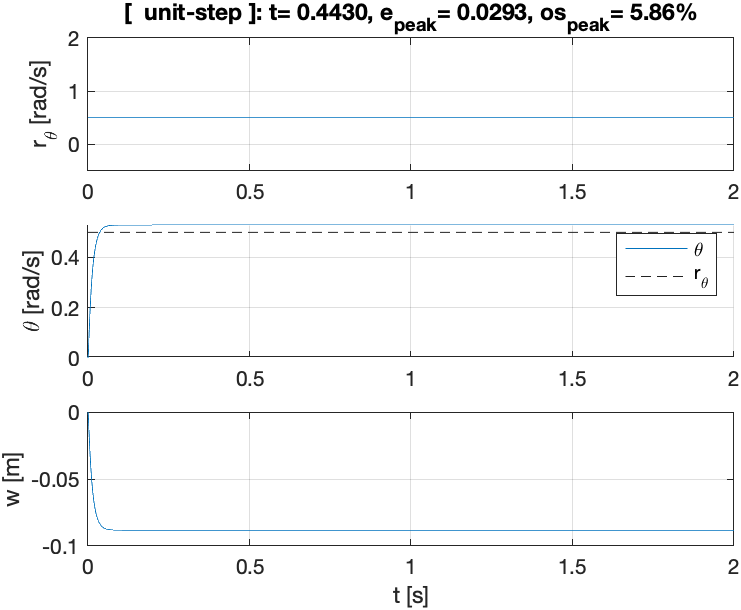 [ unit-step ]: t= 0.4430, e_peak= 0.0293, os_peak= 5.86%
r_θ [rad/s]
2
1
0
0 0.5 1 1.5 2
θ [rad/s]
0.4
0.2
0
θ
r_θ
0 0.5 1 1.5 2
w [m]
0
-0.05
-0.1
0 0.5 1 1.5 2
t [s]